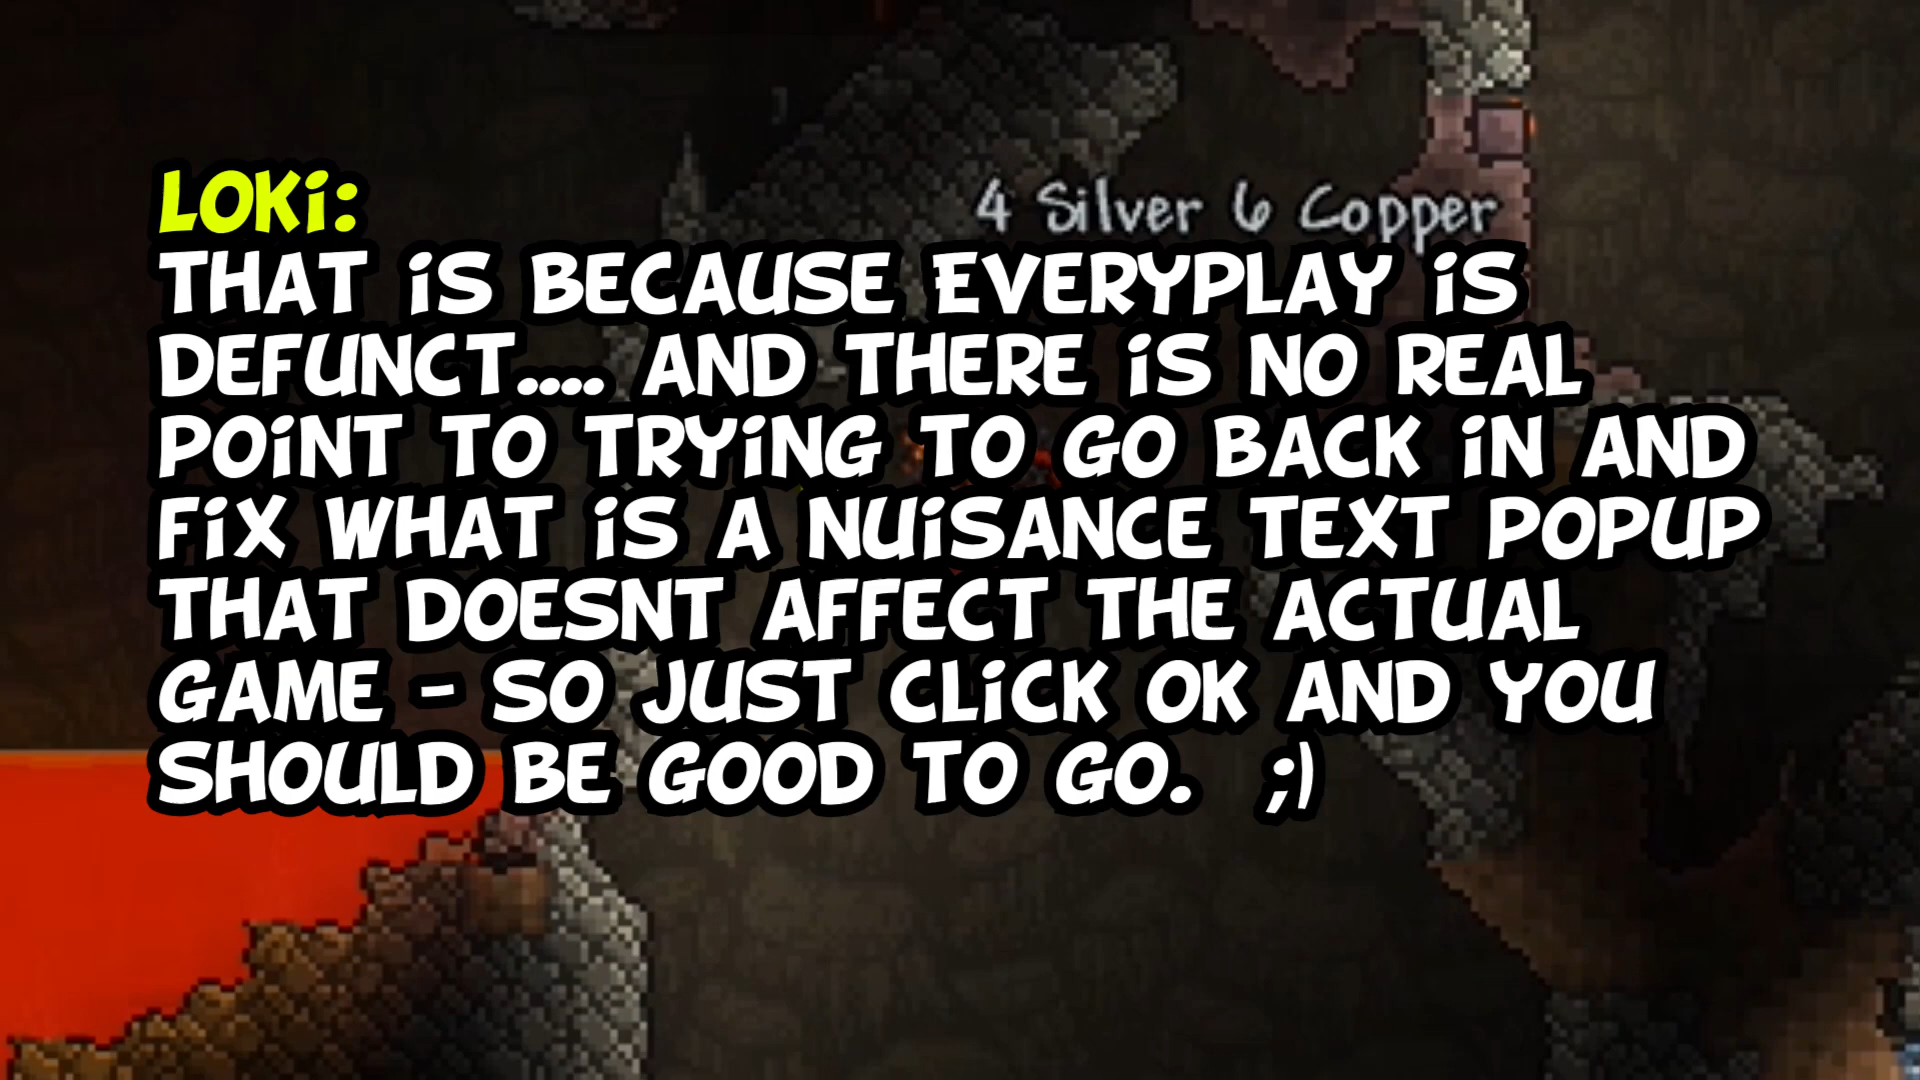 LOKi:
4 Silver 6 Copper
THAT iS BECAUSE EVERYPLAY iS
DEFUNCT.... AND THERE iS NO REAL
POiNT TO TRYiNG TO GO BACK iN AND
FiX WHAT iS A NUiSANCE TEXT POPUP
THAT DOESNT AFFECT THE ACTUAL
GAME - SO JUST CLiCK OK AND YOU
SHOULD BE GOOD TO GO. ;)